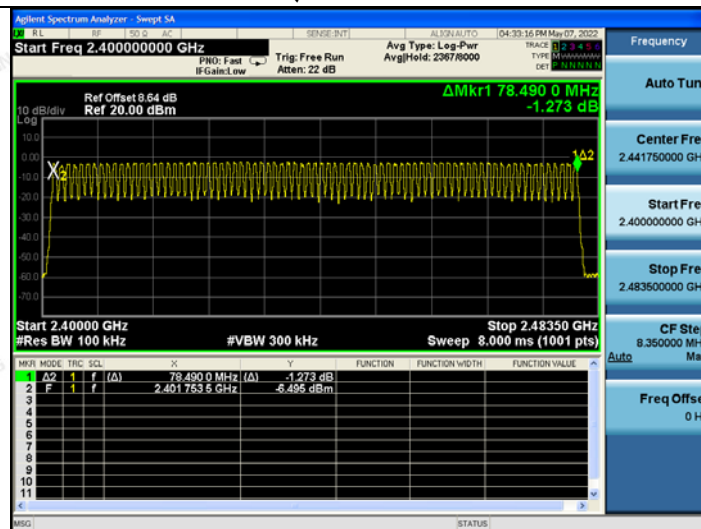 Agilent Spectrum Analyzer - Swept SA
RL RF 50 Ω AC SENSE:INT ALIGNAUTO 04:33:16 PM May 07, 2022
Start Freq 2.400000000 GHz
PNO: Fast
IFGain:Low
Trig: Free Run
Atten: 22 dB
Avg Type: Log-Pwr
Avg|Hold: 2367/8000
TRACE 1 2 3 4 5 6
TYPE M
DET P N N N N N
Ref Offset 8.64 dB
10 dB/div Ref 20.00 dBm
Log
ΔMkr1 78.490 0 MHz
-1.273 dB
10.0
0.00
-10.0
-20.0
-30.0
-40.0
-50.0
-60.0
-70.0
X2
1Δ2
Start 2.40000 GHz Stop 2.48350 GHz
#Res BW 100 kHz #VBW 300 kHz Sweep 8.000 ms (1001 pts)
MKR MODE TRC SCL X Y FUNCTION FUNCTION WIDTH FUNCTION VALUE
1 Δ2 1 f (Δ) 78.490 0 MHz (Δ) -1.273 dB
2 F 1 f 2.401 753 5 GHz -6.495 dBm
3
4
5
6
7
8
9
10
11
MSG STATUS
Frequency
Auto Tun
Center Fre
2.441750000 GH
Start Fre
2.400000000 GH
Stop Fre
2.483500000 GH
CF Ste
8.350000 MH
Auto Ma
Freq Offse
0 H